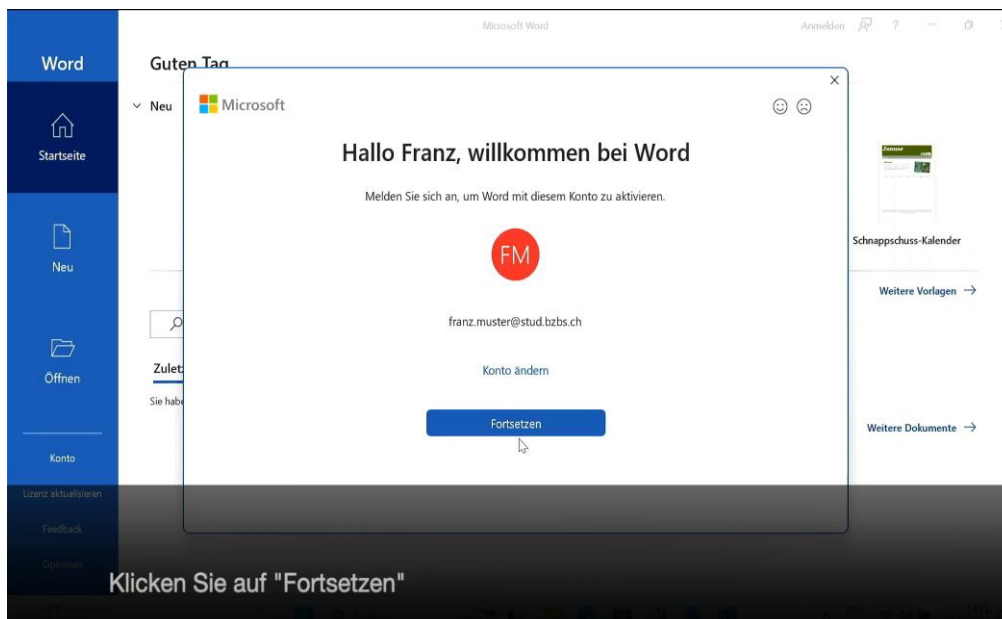 Microsoft Word
Anmelden
?
Word
Guten Tag
Neu
Microsoft
Startseite
Hallo Franz, willkommen bei Word
Januar
Melden Sie sich an, um Word mit diesem Konto zu aktivieren.
FM
Schnappschuss-Kalender
Neu
Weitere Vorlagen
franz.muster@stud.bzbs.ch
Zulet
Konto ändern
Öffnen
Sie habe
Fortsetzen
Weitere Dokumente
Konto
Lizenz aktualisieren
Feedback
Optionen
Klicken Sie auf "Fortsetzen"